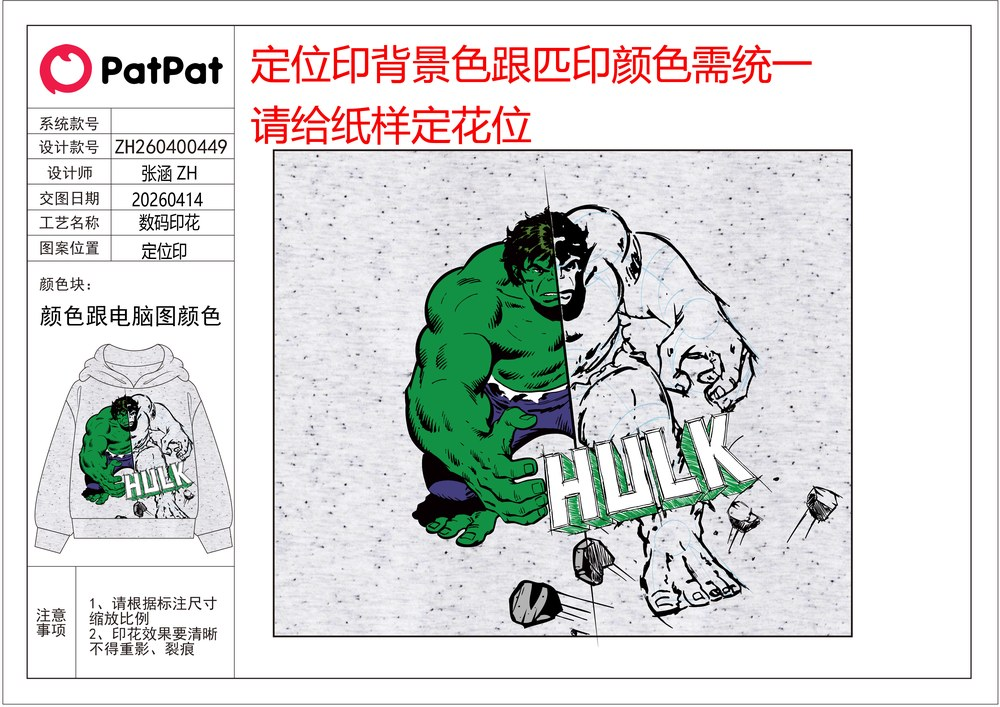 PatPat
定位印背景色跟匹印颜色需统一
请给纸样定花位
系统款号
设计款号 ZH260400449
设计师 张涵 ZH
交图日期 20260414
工艺名称 数码印花
图案位置 定位印
颜色块：
颜色跟电脑图颜色
HULK
HULK
注意
事项
1、请根据标注尺寸
缩放比例
2、印花效果要清晰
不得重影、裂痕